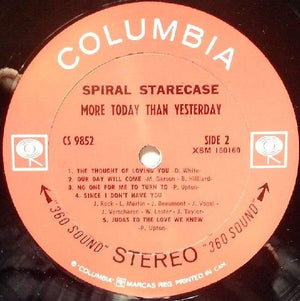 COLUMBIA
SPIRAL STARECASE
MORE TODAY THAN YESTERDAY
CS 9852
SIDE 2
XSM 150160
1. THE THOUGHT OF LOVING YOU -D. White-
2. OUR DAY WILL COME -M. Garson - B. Hilliard-
3. NO ONE FOR ME TO TURN TO -P. Upton-
4. SINCE I DON'T HAVE YOU
J. Rock - L. Martin - J. Beaumont - J. Vogel -
J. Verscharen - W. Lester - J. Taylor-
5. JUDAS TO THE LOVE WE KNEW
-P. Upton-
"360 SOUND" STEREO "360 SOUND"
® "COLUMBIA", MARCAS REG. PRINTED IN